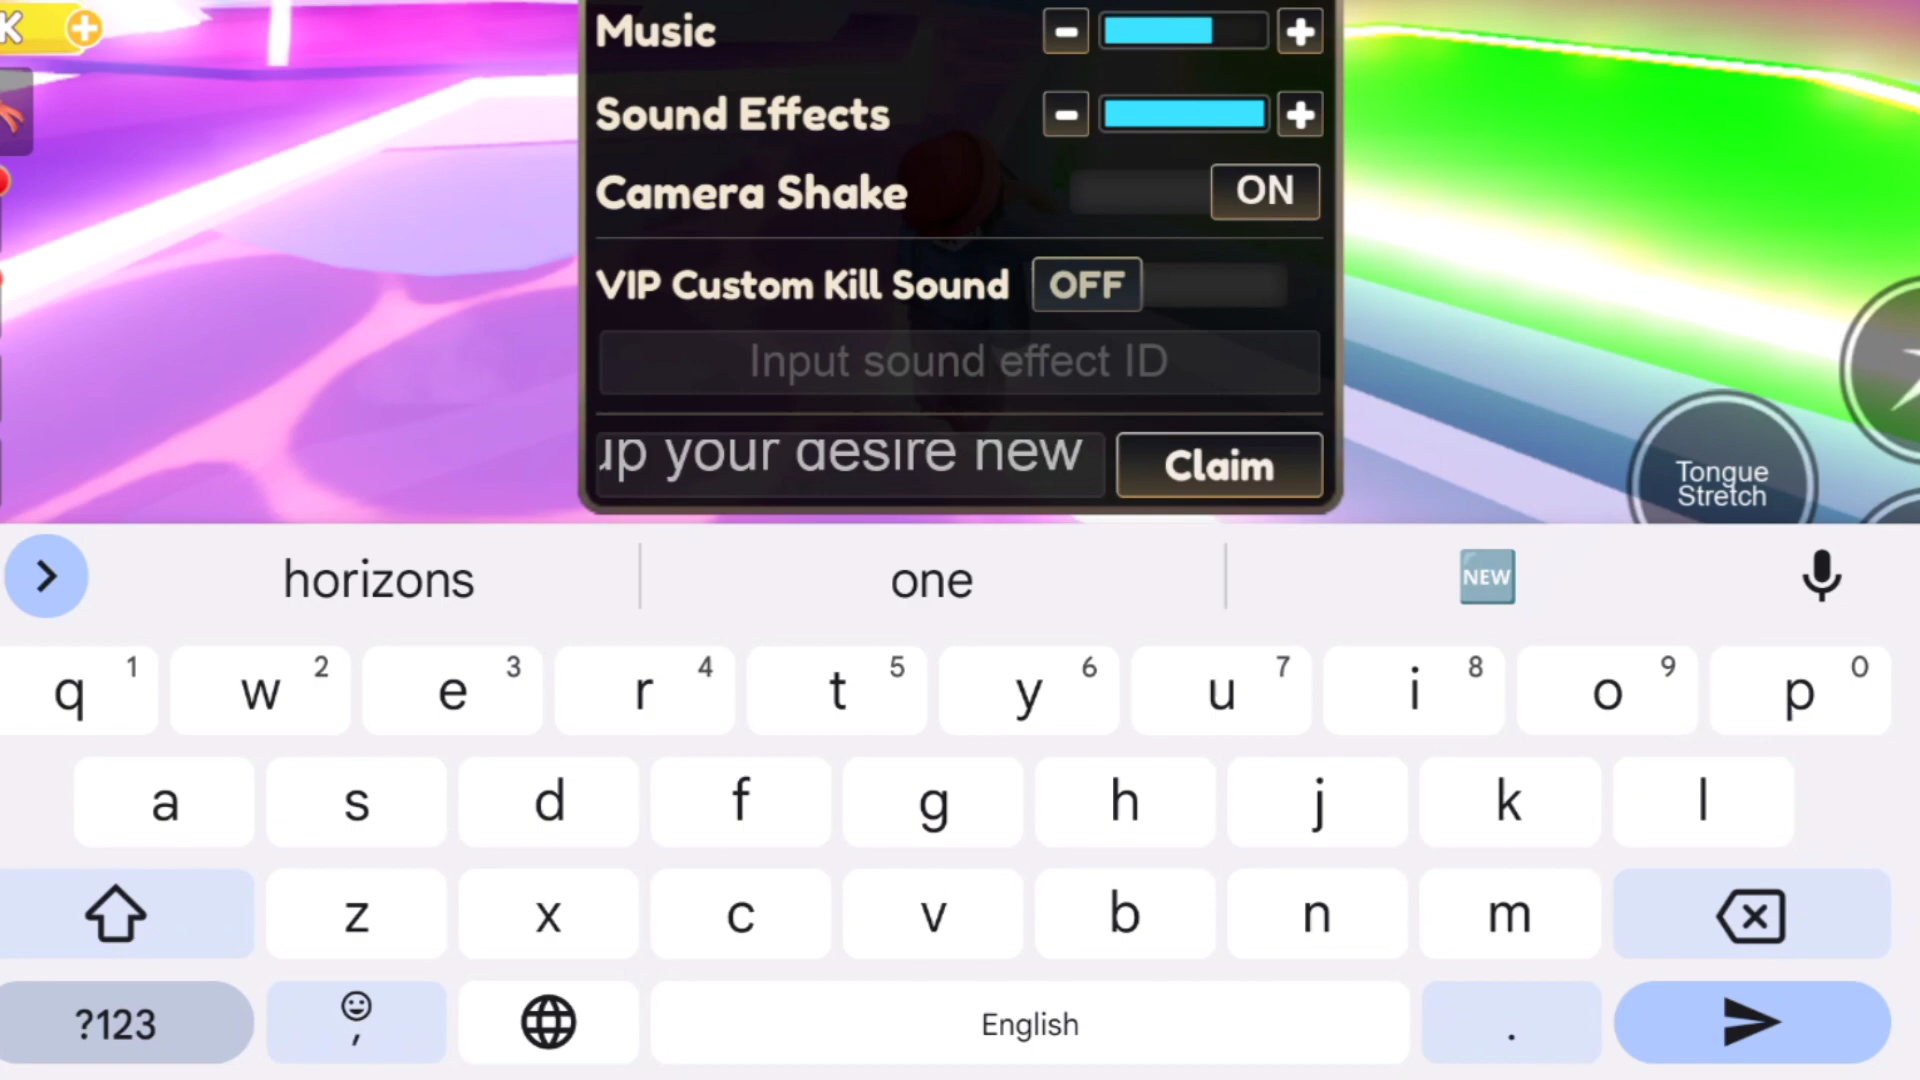 K
Music
Sound Effects
Camera Shake ON
VIP Custom Kill Sound OFF
Input sound effect ID
up your desire new Claim
Tongue
Stretch
horizons one NEW
q 1 w 2 e 3 r 4 t 5 y 6 u 7 i 8 o 9 p 0
a s d f g h j k l
z x c v b n m
?123 , English .